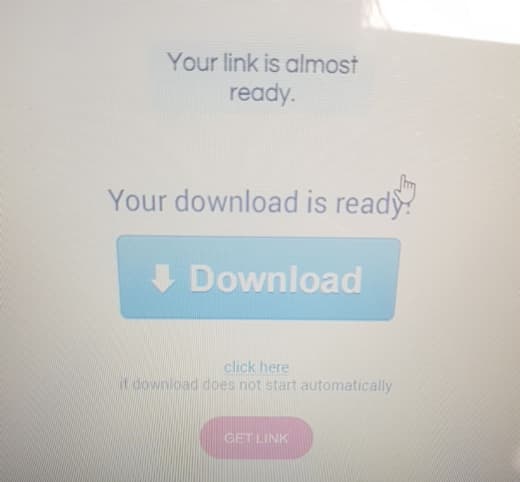 Your link is almost
ready.
Your download is ready!
Download
click here
if download does not start automatically
GET LINK